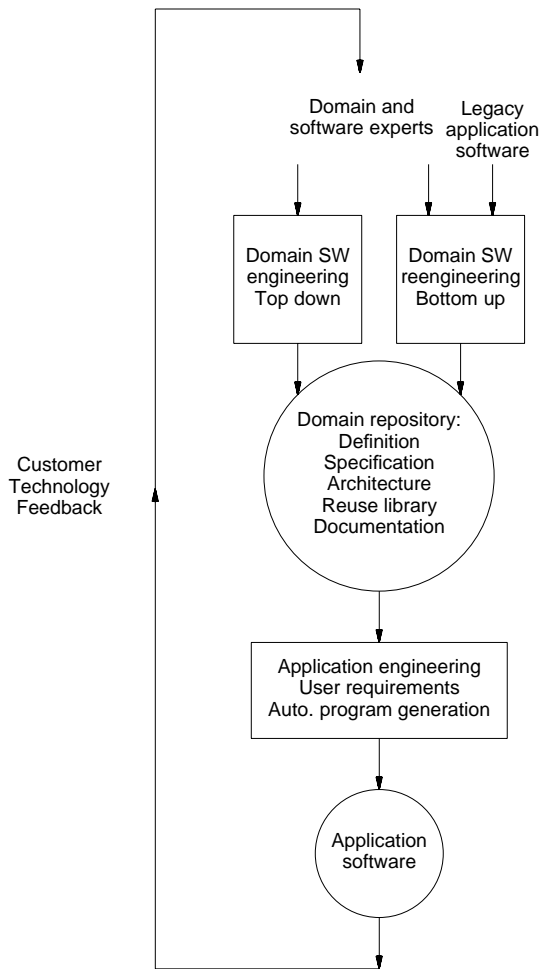 Domain and
software experts
Legacy
application
software
Domain SW
engineering
Top down
Domain SW
reengineering
Bottom up
Domain repository:
Definition
Specification
Architecture
Reuse library
Documentation
Customer
Technology
Feedback
Application engineering
User requirements
Auto. program generation
Application
software